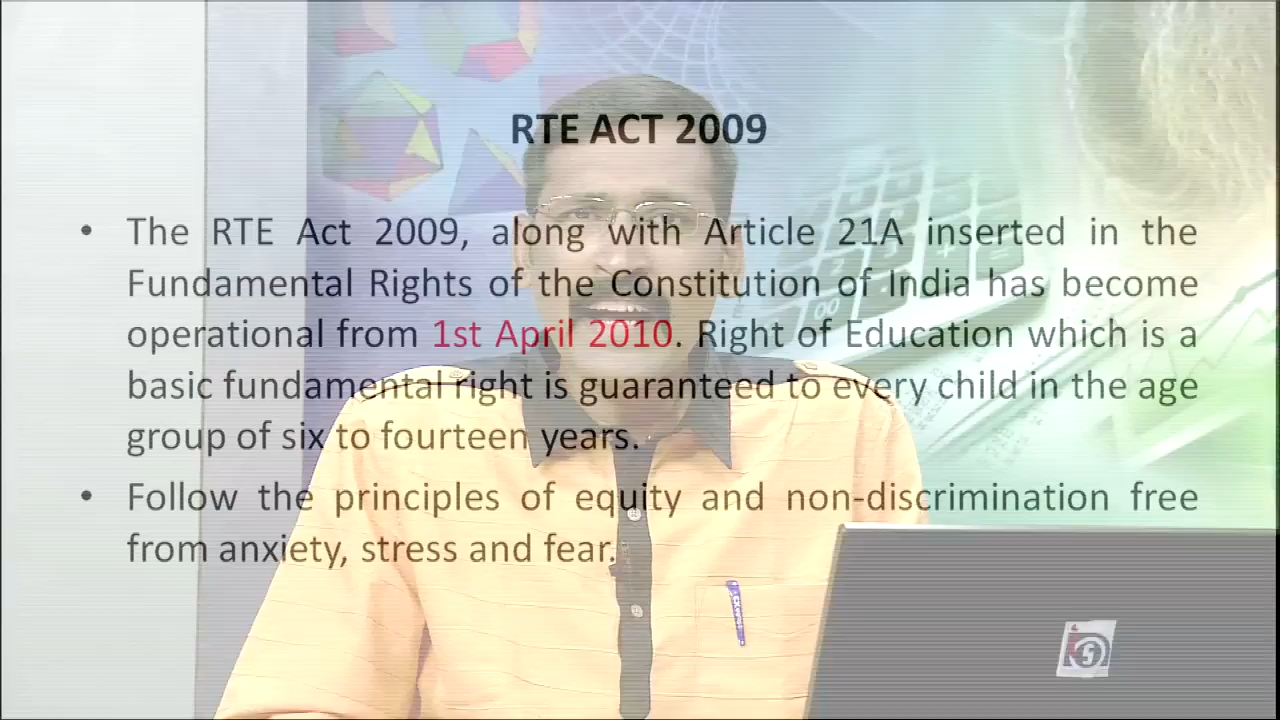 RTE ACT 2009
• The RTE Act 2009, along with Article 21A inserted in the
Fundamental Rights of the Constitution of India has become
operational from 1st April 2010. Right of Education which is a
basic fundamental right is guaranteed to every child in the age
group of six to fourteen years.
• Follow the principles of equity and non-discrimination free
from anxiety, stress and fear.